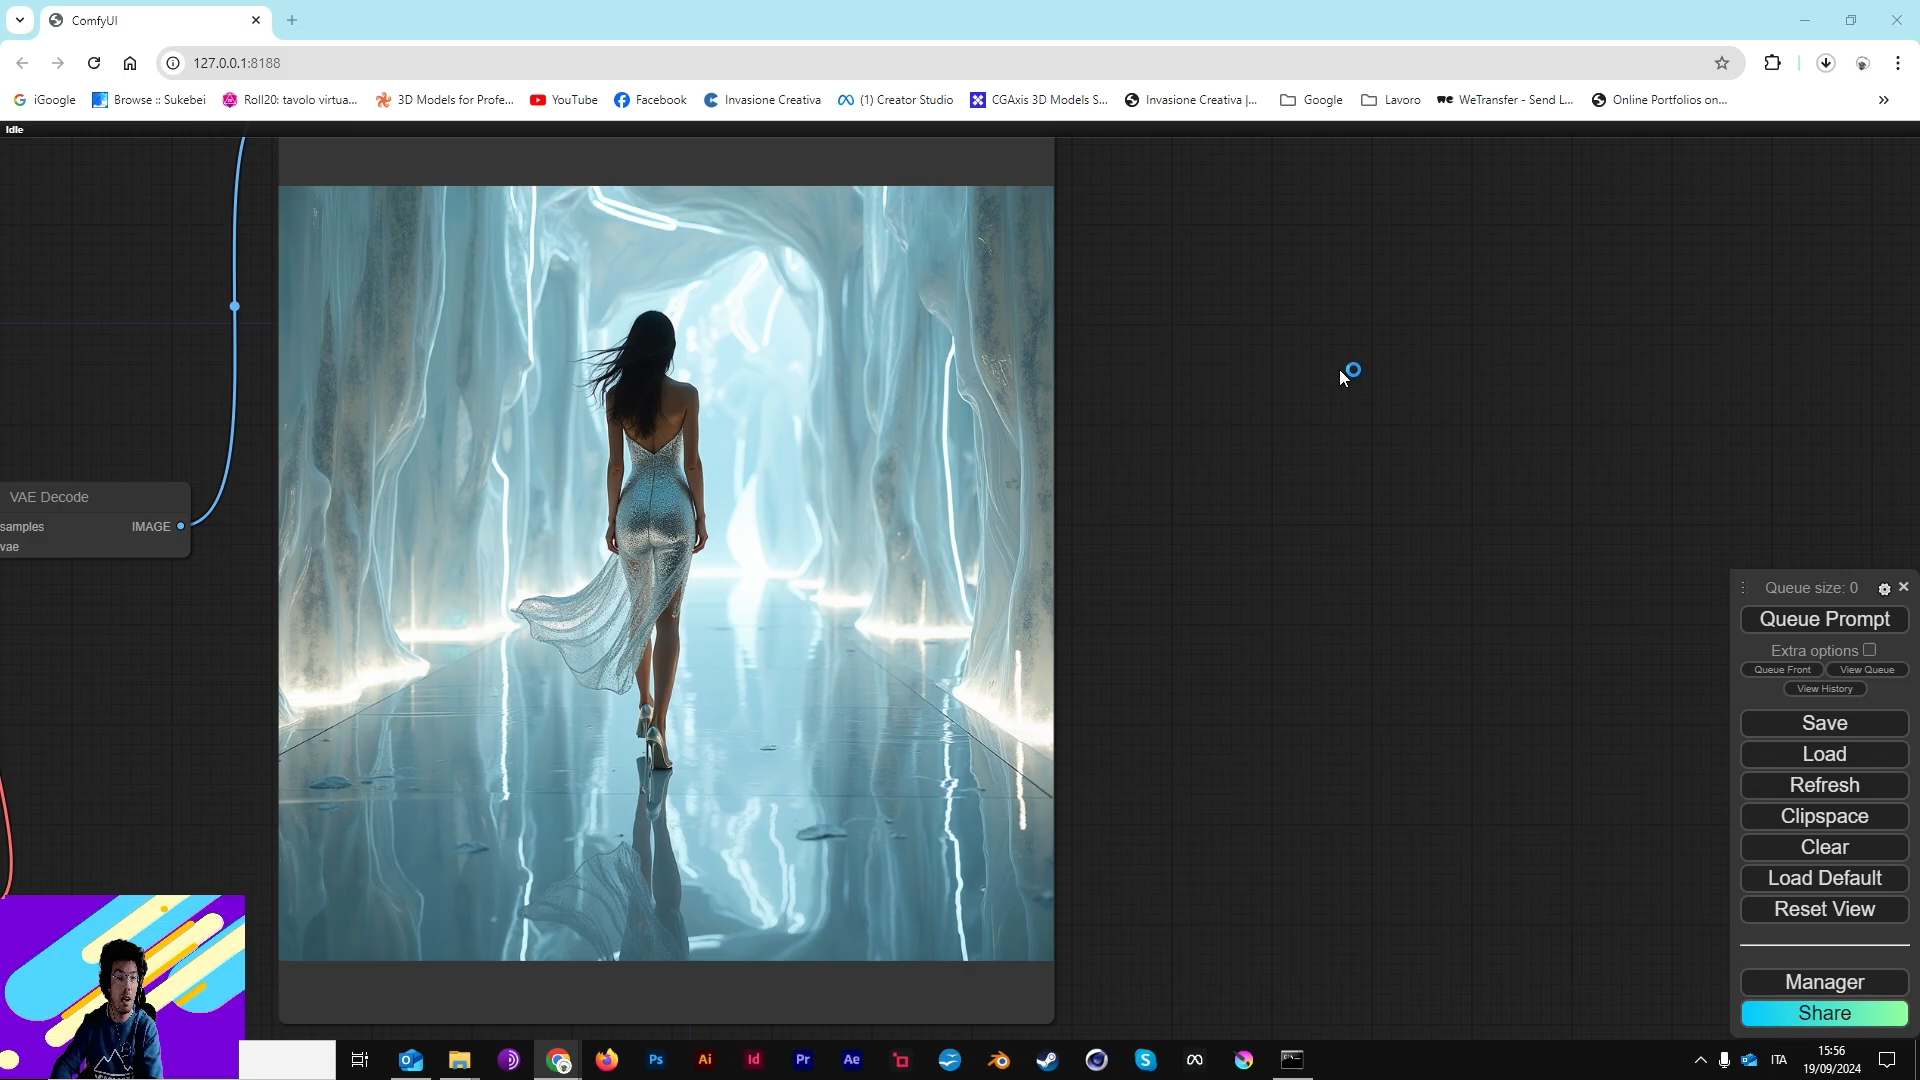 ComfyUI
127.0.0.1:8188
iGoogle
Browse :: Sukebei
Roll20: tavolo virtua...
3D Models for Profe...
YouTube
Facebook
Invasione Creativa
(1) Creator Studio
CGAxis 3D Models S...
Invasione Creativa |...
Google
Lavoro
WeTransfer - Send L...
Online Portfolios on...
Idle
VAE Decode
samples
IMAGE
vae
Queue size: 0
Queue Prompt
Extra options
Queue Front
View Queue
View History
Save
Load
Refresh
Clipspace
Clear
Load Default
Reset View
Manager
Share
Ps
Ai
Id
Pr
Ae
ITA
15:56
19/09/2024